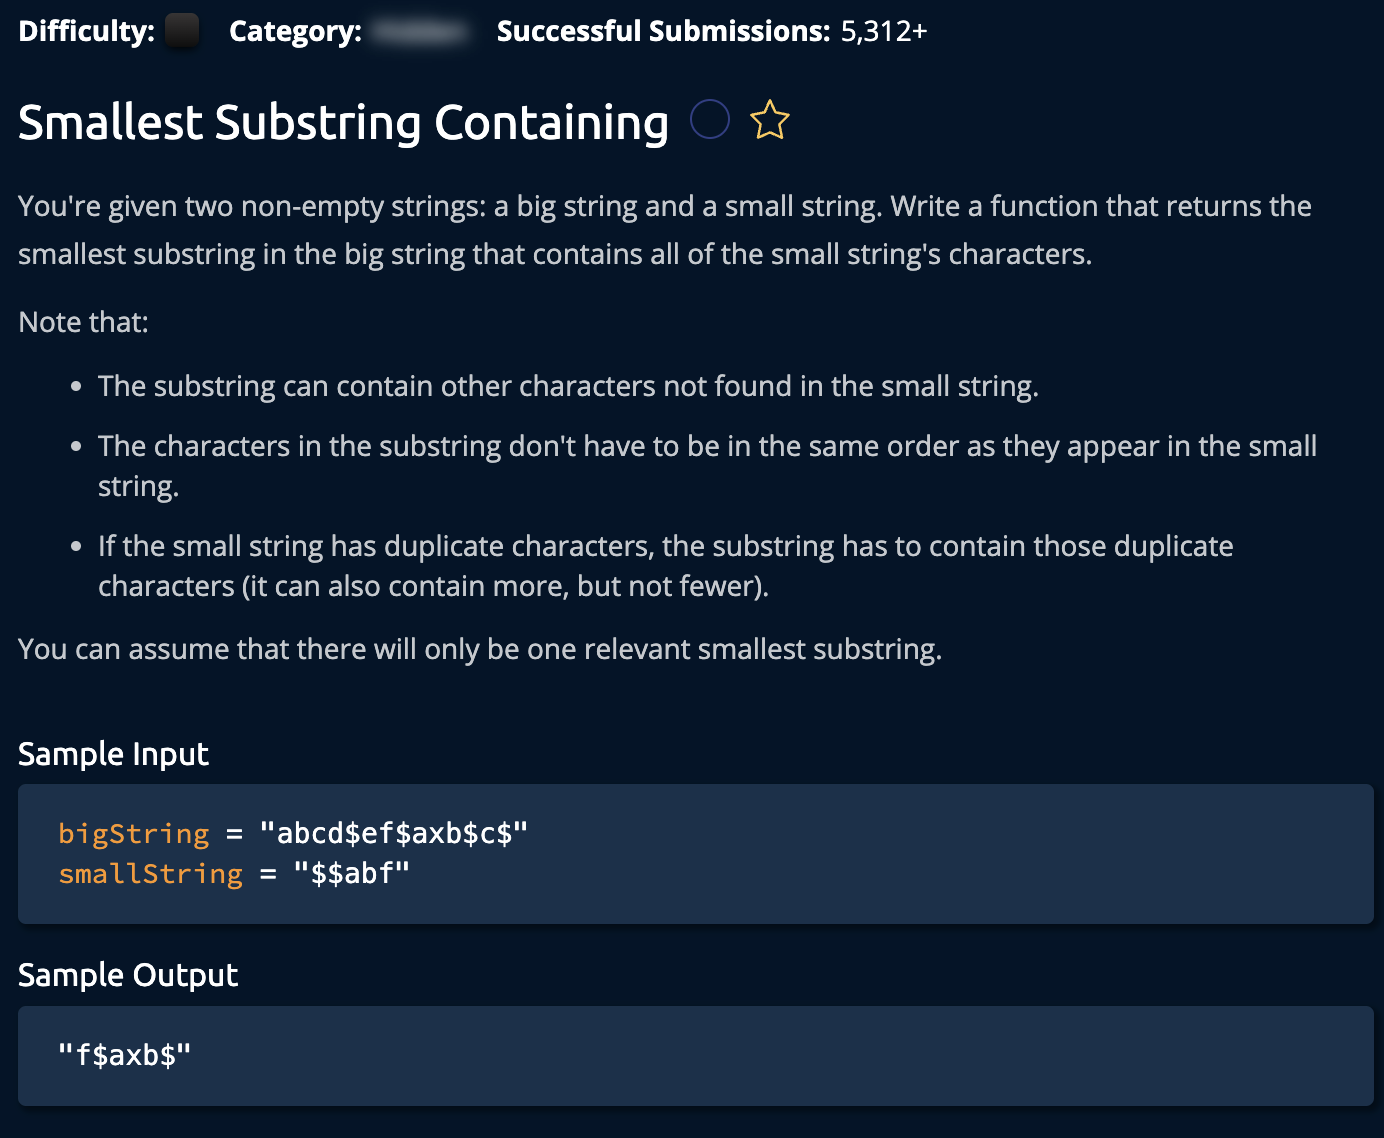 Difficulty: Category: Successful Submissions: 5,312+
Smallest Substring Containing
You're given two non-empty strings: a big string and a small string. Write a function that returns the
smallest substring in the big string that contains all of the small string's characters.
Note that:
• The substring can contain other characters not found in the small string.
• The characters in the substring don't have to be in the same order as they appear in the small
string.
• If the small string has duplicate characters, the substring has to contain those duplicate
characters (it can also contain more, but not fewer).
You can assume that there will only be one relevant smallest substring.
Sample Input
bigString = "abcd$ef$axb$c$"
smallString = "$$abf"
Sample Output
"f$axb$"